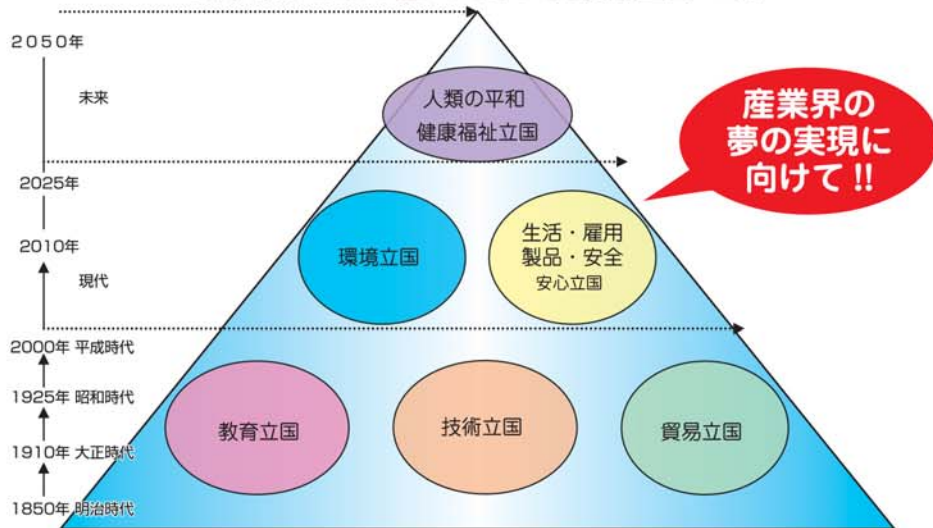 2050年
未来
人類の平和
健康福祉立国
産業界の
夢の実現に
向けて!!
2025年
2010年
環境立国
生活・雇用
製品・安全
安心立国
現代
2000年 平成時代
1925年 昭和時代
教育立国
技術立国
貿易立国
1910年 大正時代
1850年 明治時代